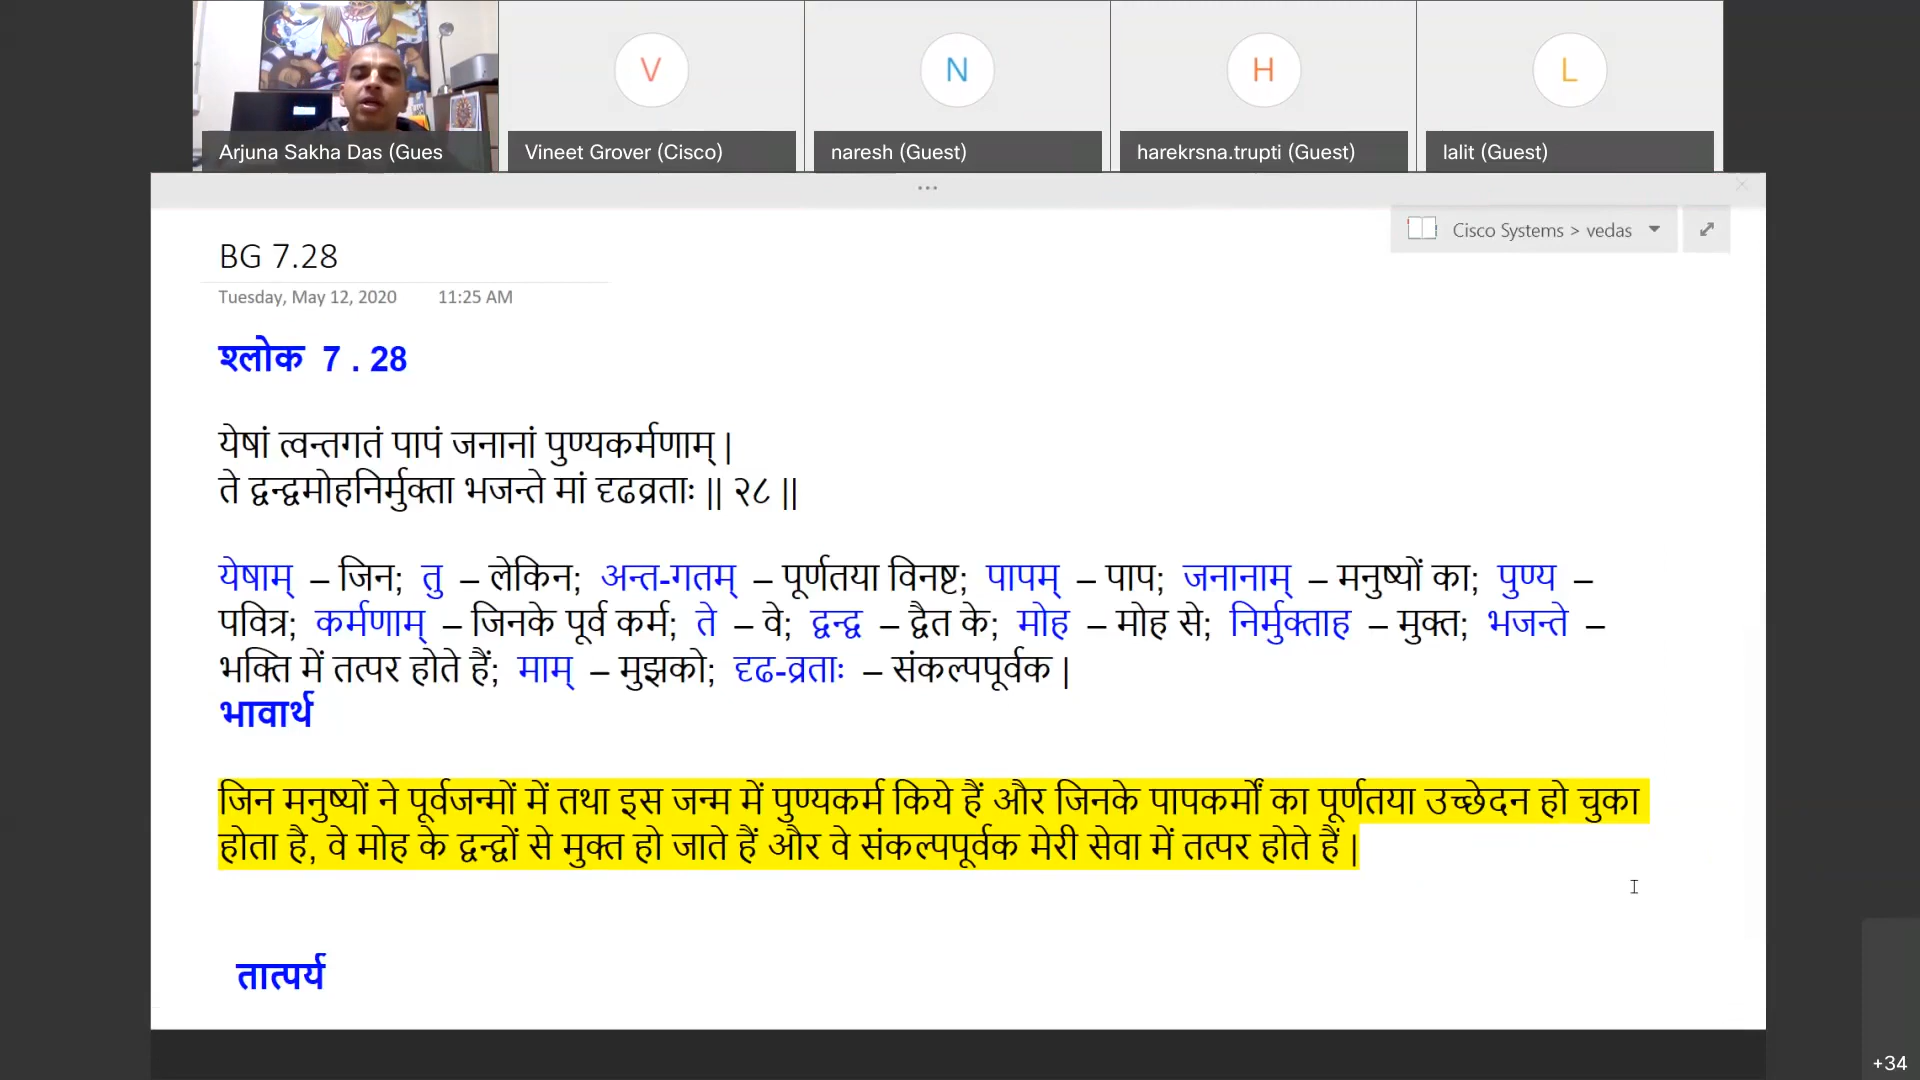 V
N
H
L
Arjuna Sakha Das (Gues
Vineet Grover (Cisco)
naresh (Guest)
harekrsna.trupti (Guest)
lalit (Guest)
Cisco Systems > vedas
BG 7.28
Tuesday, May 12, 2020 11:25 AM
श्लोक 7 . 28
येषां त्वन्तगतं पापं जनानां पुण्यकर्मणाम् |
ते द्वन्द्वमोहनिर्मुक्ता भजन्ते मां दृढव्रताः || २८ ||
येषाम् – जिन; तु – लेकिन; अन्त-गतम् – पूर्णतया विनष्ट; पापम् – पाप; जनानाम् – मनुष्यों का; पुण्य –
पवित्र; कर्मणाम् – जिनके पूर्व कर्म; ते – वे; द्वन्द्व – द्वैत के; मोह – मोह से; निर्मुक्ताह – मुक्त; भजन्ते –
भक्ति में तत्पर होते हैं; माम् – मुझको; दृढ-व्रताः – संकल्पपूर्वक |
भावार्थ
जिन मनुष्यों ने पूर्वजन्मों में तथा इस जन्म में पुण्यकर्म किये हैं और जिनके पापकर्मों का पूर्णतया उच्छेदन हो चुका
होता है, वे मोह के द्वन्द्वों से मुक्त हो जाते हैं और वे संकल्पपूर्वक मेरी सेवा में तत्पर होते हैं |
तात्पर्य
+34